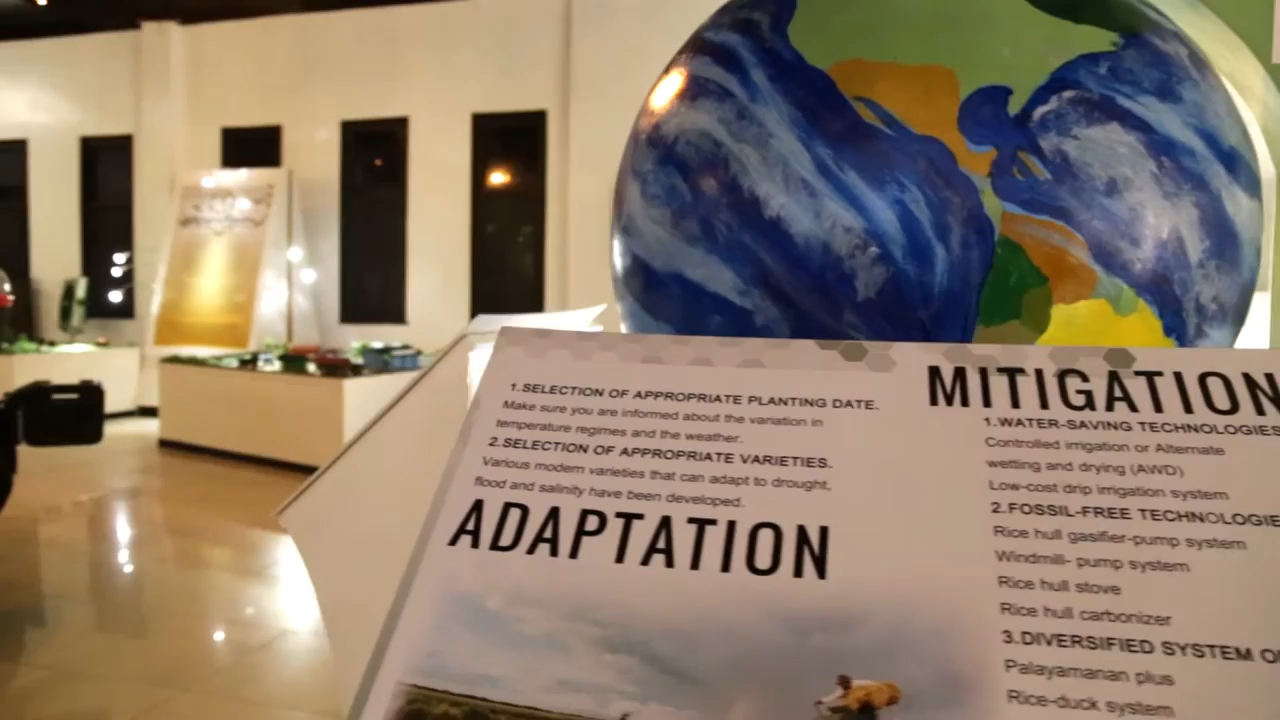 1.SELECTION OF APPROPRIATE PLANTING DATE.
Make sure you are informed about the variation in
temperature regimes and the weather.
2.SELECTION OF APPROPRIATE VARIETIES.
Various modern varieties that can adapt to drought,
flood and salinity have been developed.
ADAPTATION
MITIGATION
1.WATER-SAVING TECHNOLOGIES
Controlled irrigation or Alternate
wetting and drying (AWD)
Low-cost drip irrigation system
2.FOSSIL-FREE TECHNOLOGIE
Rice hull gasifier-pump system
Windmill- pump system
Rice hull stove
Rice hull carbonizer
3.DIVERSIFIED SYSTEM O
Palayamanan plus
Rice-duck system